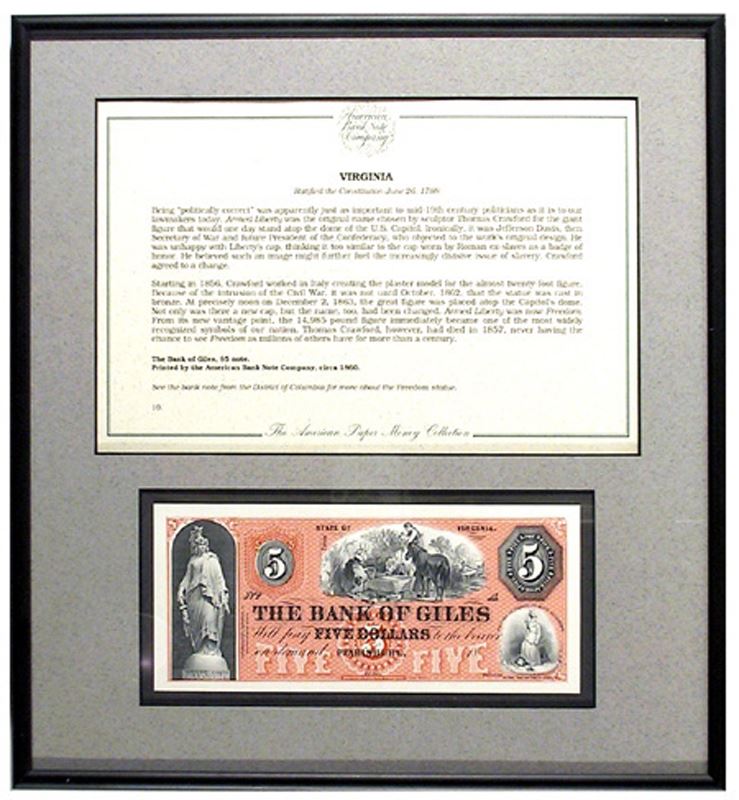 American
Bank Note
Company
VIRGINIA
Ratified the Constitution June 26, 1788
Being "politically correct" was apparently just as important to mid-19th century politicians as it is to our
lawmakers today. Armed Liberty was the original name chosen by sculptor Thomas Crawford for the giant
figure that would one day stand atop the dome of the U.S. Capitol. Ironically, it was Jefferson Davis, then
Secretary of War and future President of the Confederacy, who objected to the work's original design. He
was unhappy with Liberty's cap, thinking it too similar to the cap worn by Roman ex-slaves as a badge of
honor. He believed such an image might further fuel the increasingly divisive issue of slavery. Crawford
agreed to a change.
Starting in 1856, Crawford worked in Italy creating the plaster model for the almost twenty foot figure.
Because of the intrusion of the Civil War, it was not until October, 1862, that the statue was cast in
bronze. At precisely noon on December 2, 1863, the great figure was placed atop the Capitol's dome.
Not only was there a new cap, but the name, too, had been changed. Armed Liberty was now Freedom.
From its new vantage point, the 14,985 pound figure immediately became one of the most widely
recognized symbols of our nation. Thomas Crawford, however, had died in 1857, never having the
chance to see Freedom as millions of others have for more than a century.
The Bank of Giles, $5 note.
Printed by the American Bank Note Company, circa 1860.
See the bank note from the District of Columbia for more about the Freedom statue.
10.
The American Paper Money Collection
STATE OF VIRGINIA.
5 5
THE BANK OF GILES
Will pay FIVE DOLLARS to the bearer
on demand, PEARISBURG, 18
FIVE 5 FIVE